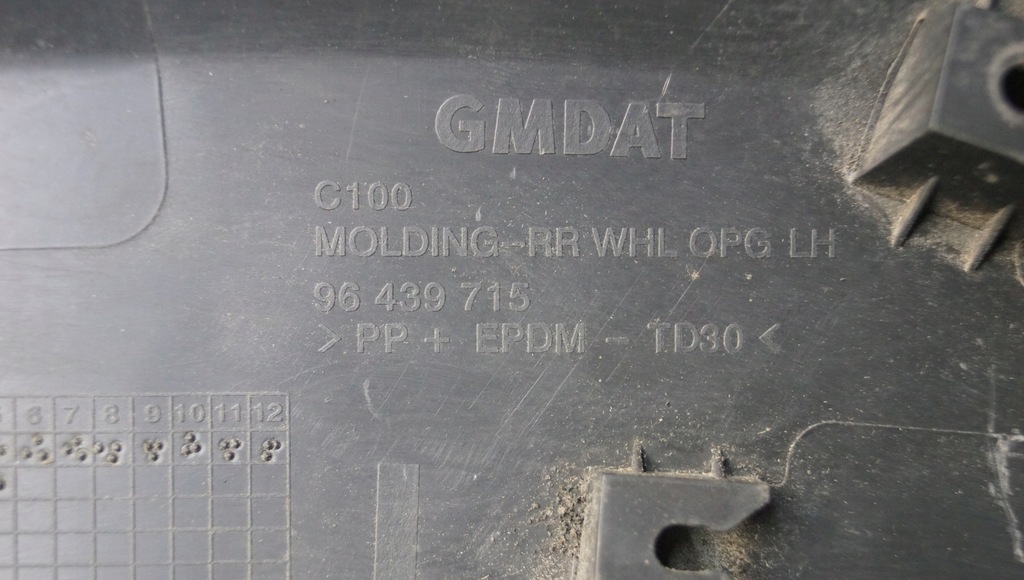 GMDAT
C100
MOLDING-RR WHL OPG LH
96 439 715
> PP + EPDM - TD30 <
6 7 8 9 10 11 12